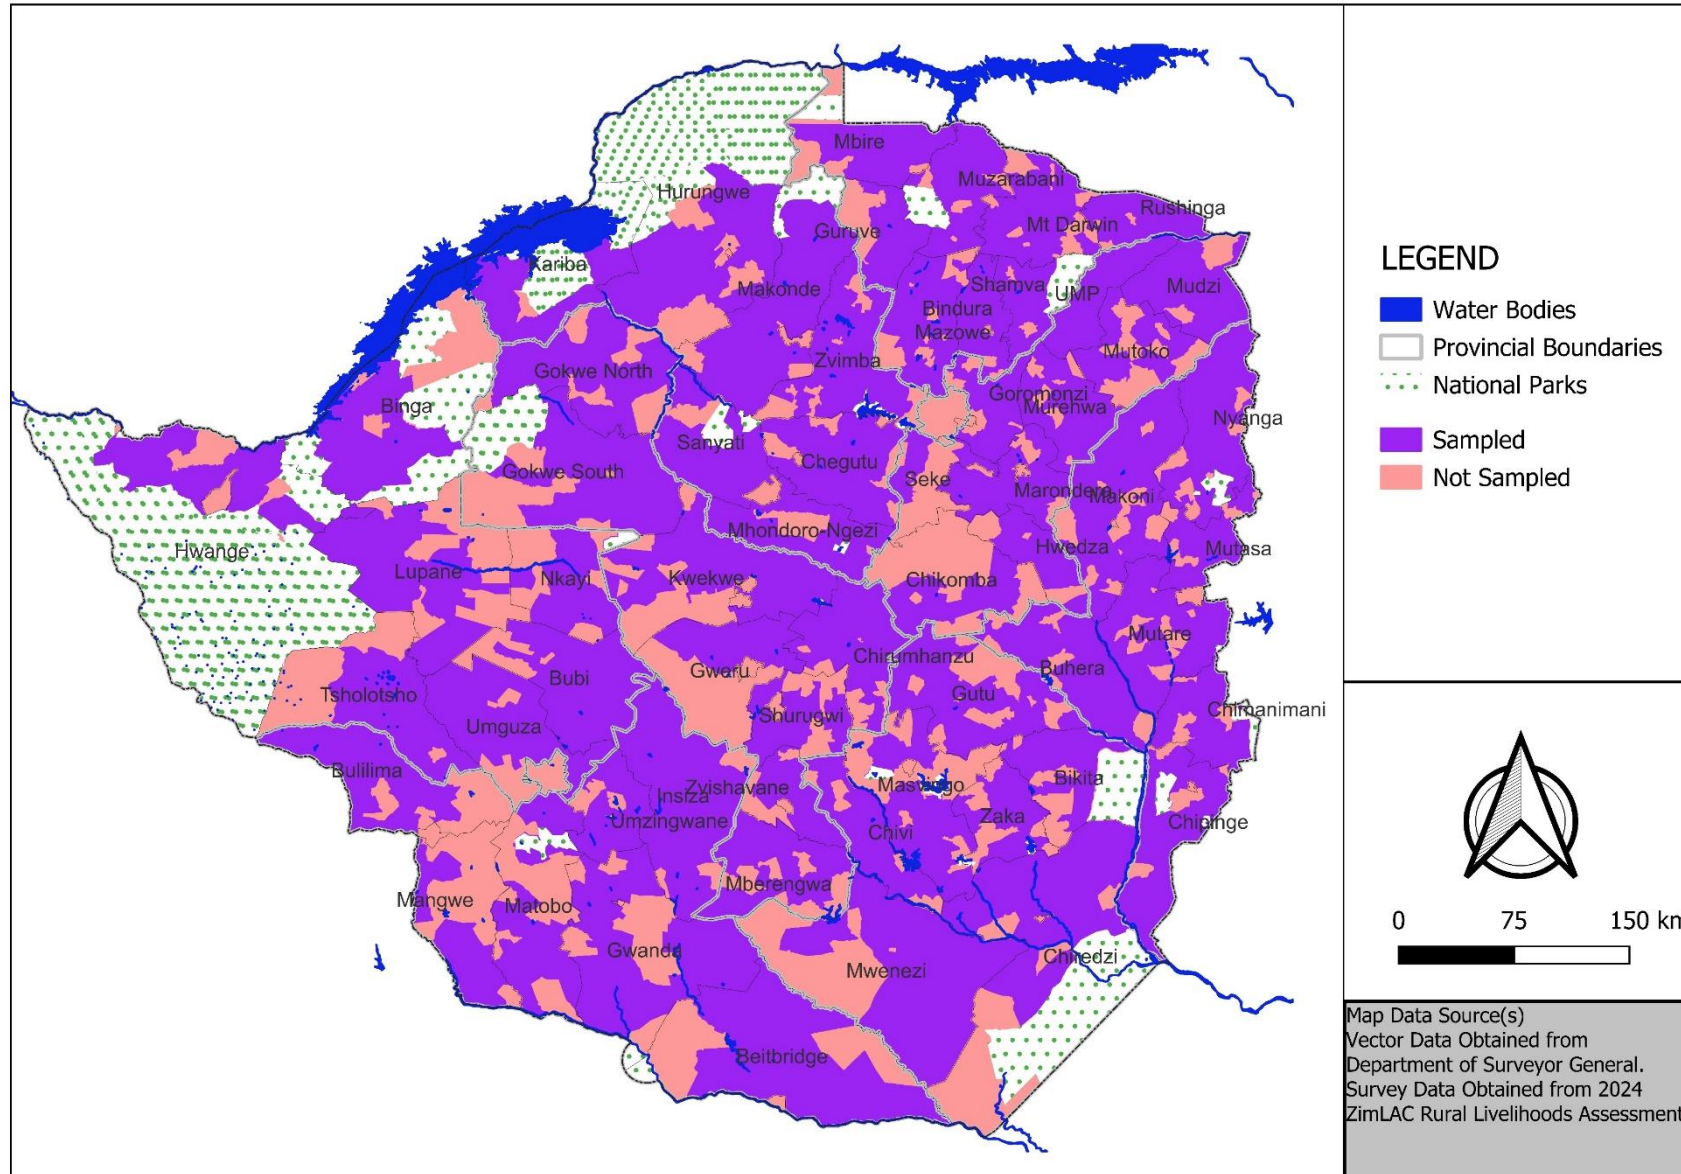 Mbire
Muzarabani
Hurungwe
Rushinga
Mt Darwin
Guruve
Kariba
Makonde
Shamva
UMP
Mudzi
Bindura
Mazowe
Mutoko
Zvimba
Gokwe North
Goromonzi
Murehwa
Binga
Nyanga
Sanyati
Chegutu
Gokwe South
Seke
Marondera
Makoni
Mhondoro-Ngezi
Hwange
Hwedza
Mutasa
Lupane
Nkayi
Kwekwe
Chikomba
Mutare
Chirumhanzu
Buhera
Gweru
Bubi
Tsholotsho
Gutu
Shurugwi
Chimanimani
Umguza
Bulilima
Zvishavane
Masvingo
Bikita
Insiza
Umzingwane
Chivi
Zaka
Chipinge
Mberengwa
Mangwe
Matobo
Gwanda
Mwenezi
Chiredzi
Beitbridge
LEGEND
Water Bodies
Provincial Boundaries
National Parks
Sampled
Not Sampled
0 75 150 km
Map Data Source(s)
Vector Data Obtained from
Department of Surveyor General.
Survey Data Obtained from 2024
ZimLAC Rural Livelihoods Assessment